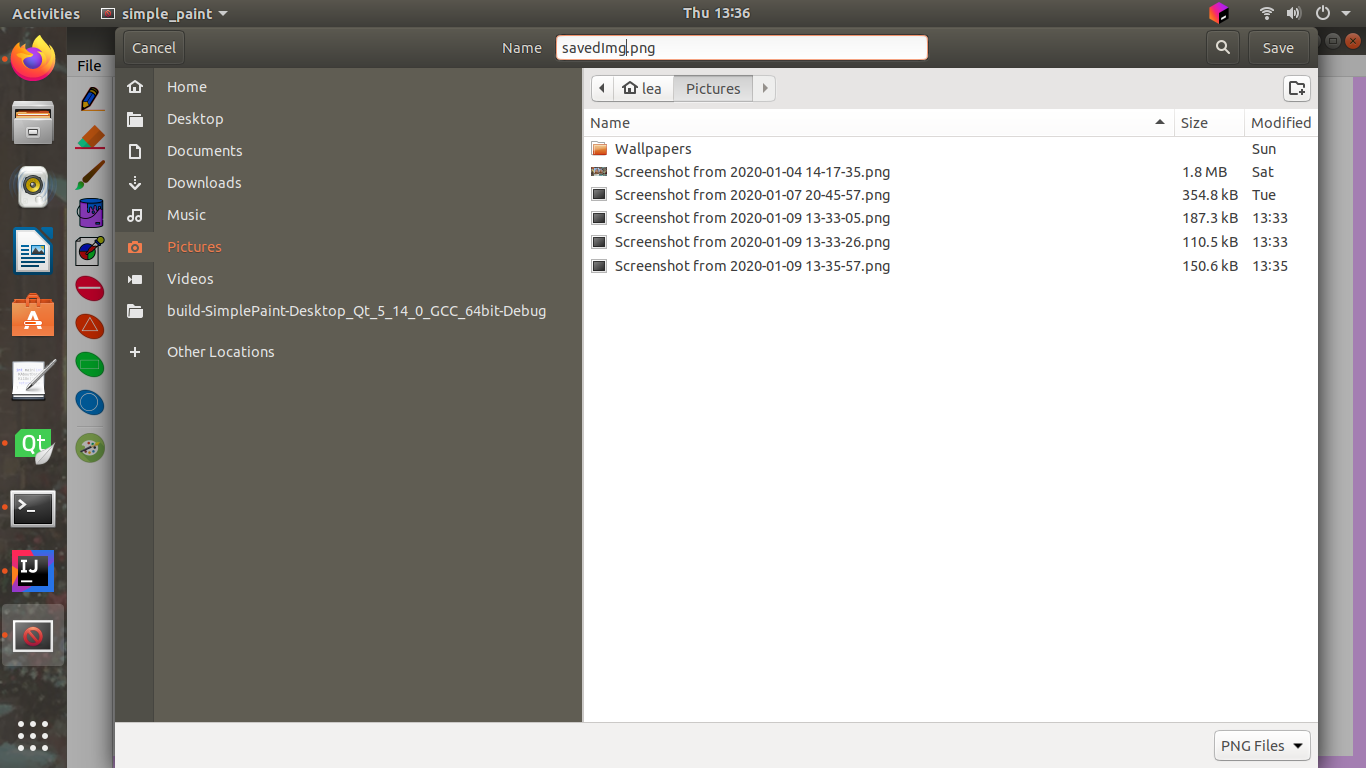 Activities simple_paint Thu 13:36
Cancel Name savedImg.png Save
File
Home
Desktop
Documents
Downloads
Music
Pictures
Videos
build-SimplePaint-Desktop_Qt_5_14_0_GCC_64bit-Debug
Other Locations
lea Pictures
Name Size Modified
Wallpapers Sun
Screenshot from 2020-01-04 14-17-35.png 1.8 MB Sat
Screenshot from 2020-01-07 20-45-57.png 354.8 kB Tue
Screenshot from 2020-01-09 13-33-05.png 187.3 kB 13:33
Screenshot from 2020-01-09 13-33-26.png 110.5 kB 13:33
Screenshot from 2020-01-09 13-35-57.png 150.6 kB 13:35
Qt
>_
IJ
PNG Files